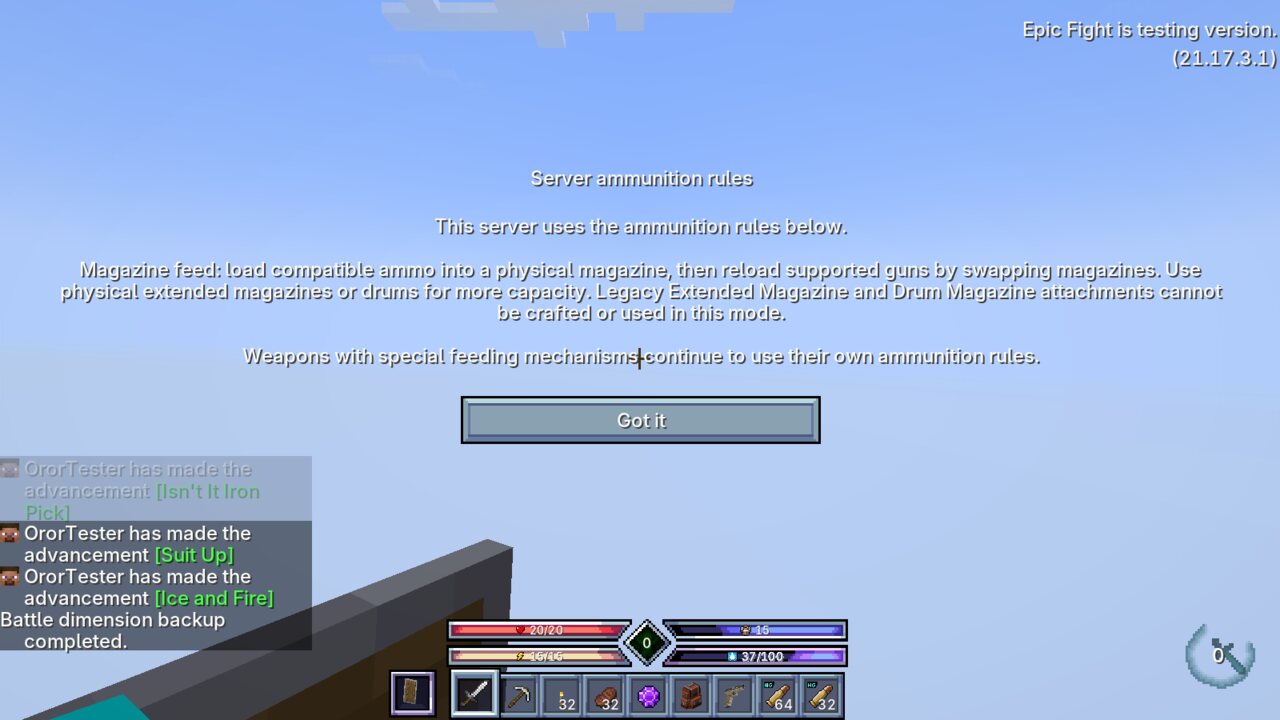 Epic Fight is testing version.
(21.17.3.1)
Server ammunition rules
This server uses the ammunition rules below.
Magazine feed: load compatible ammo into a physical magazine, then reload supported guns by swapping magazines. Use
physical extended magazines or drums for more capacity. Legacy Extended Magazine and Drum Magazine attachments cannot
be crafted or used in this mode.
Weapons with special feeding mechanisms continue to use their own ammunition rules.
Got it
OrorTester has made the
advancement [Isn't It Iron
Pick]
OrorTester has made the
advancement [Suit Up]
OrorTester has made the
advancement [Ice and Fire]
Battle dimension backup
completed.
20/20
0
15
15/15
37/100
0
32
32
64
32